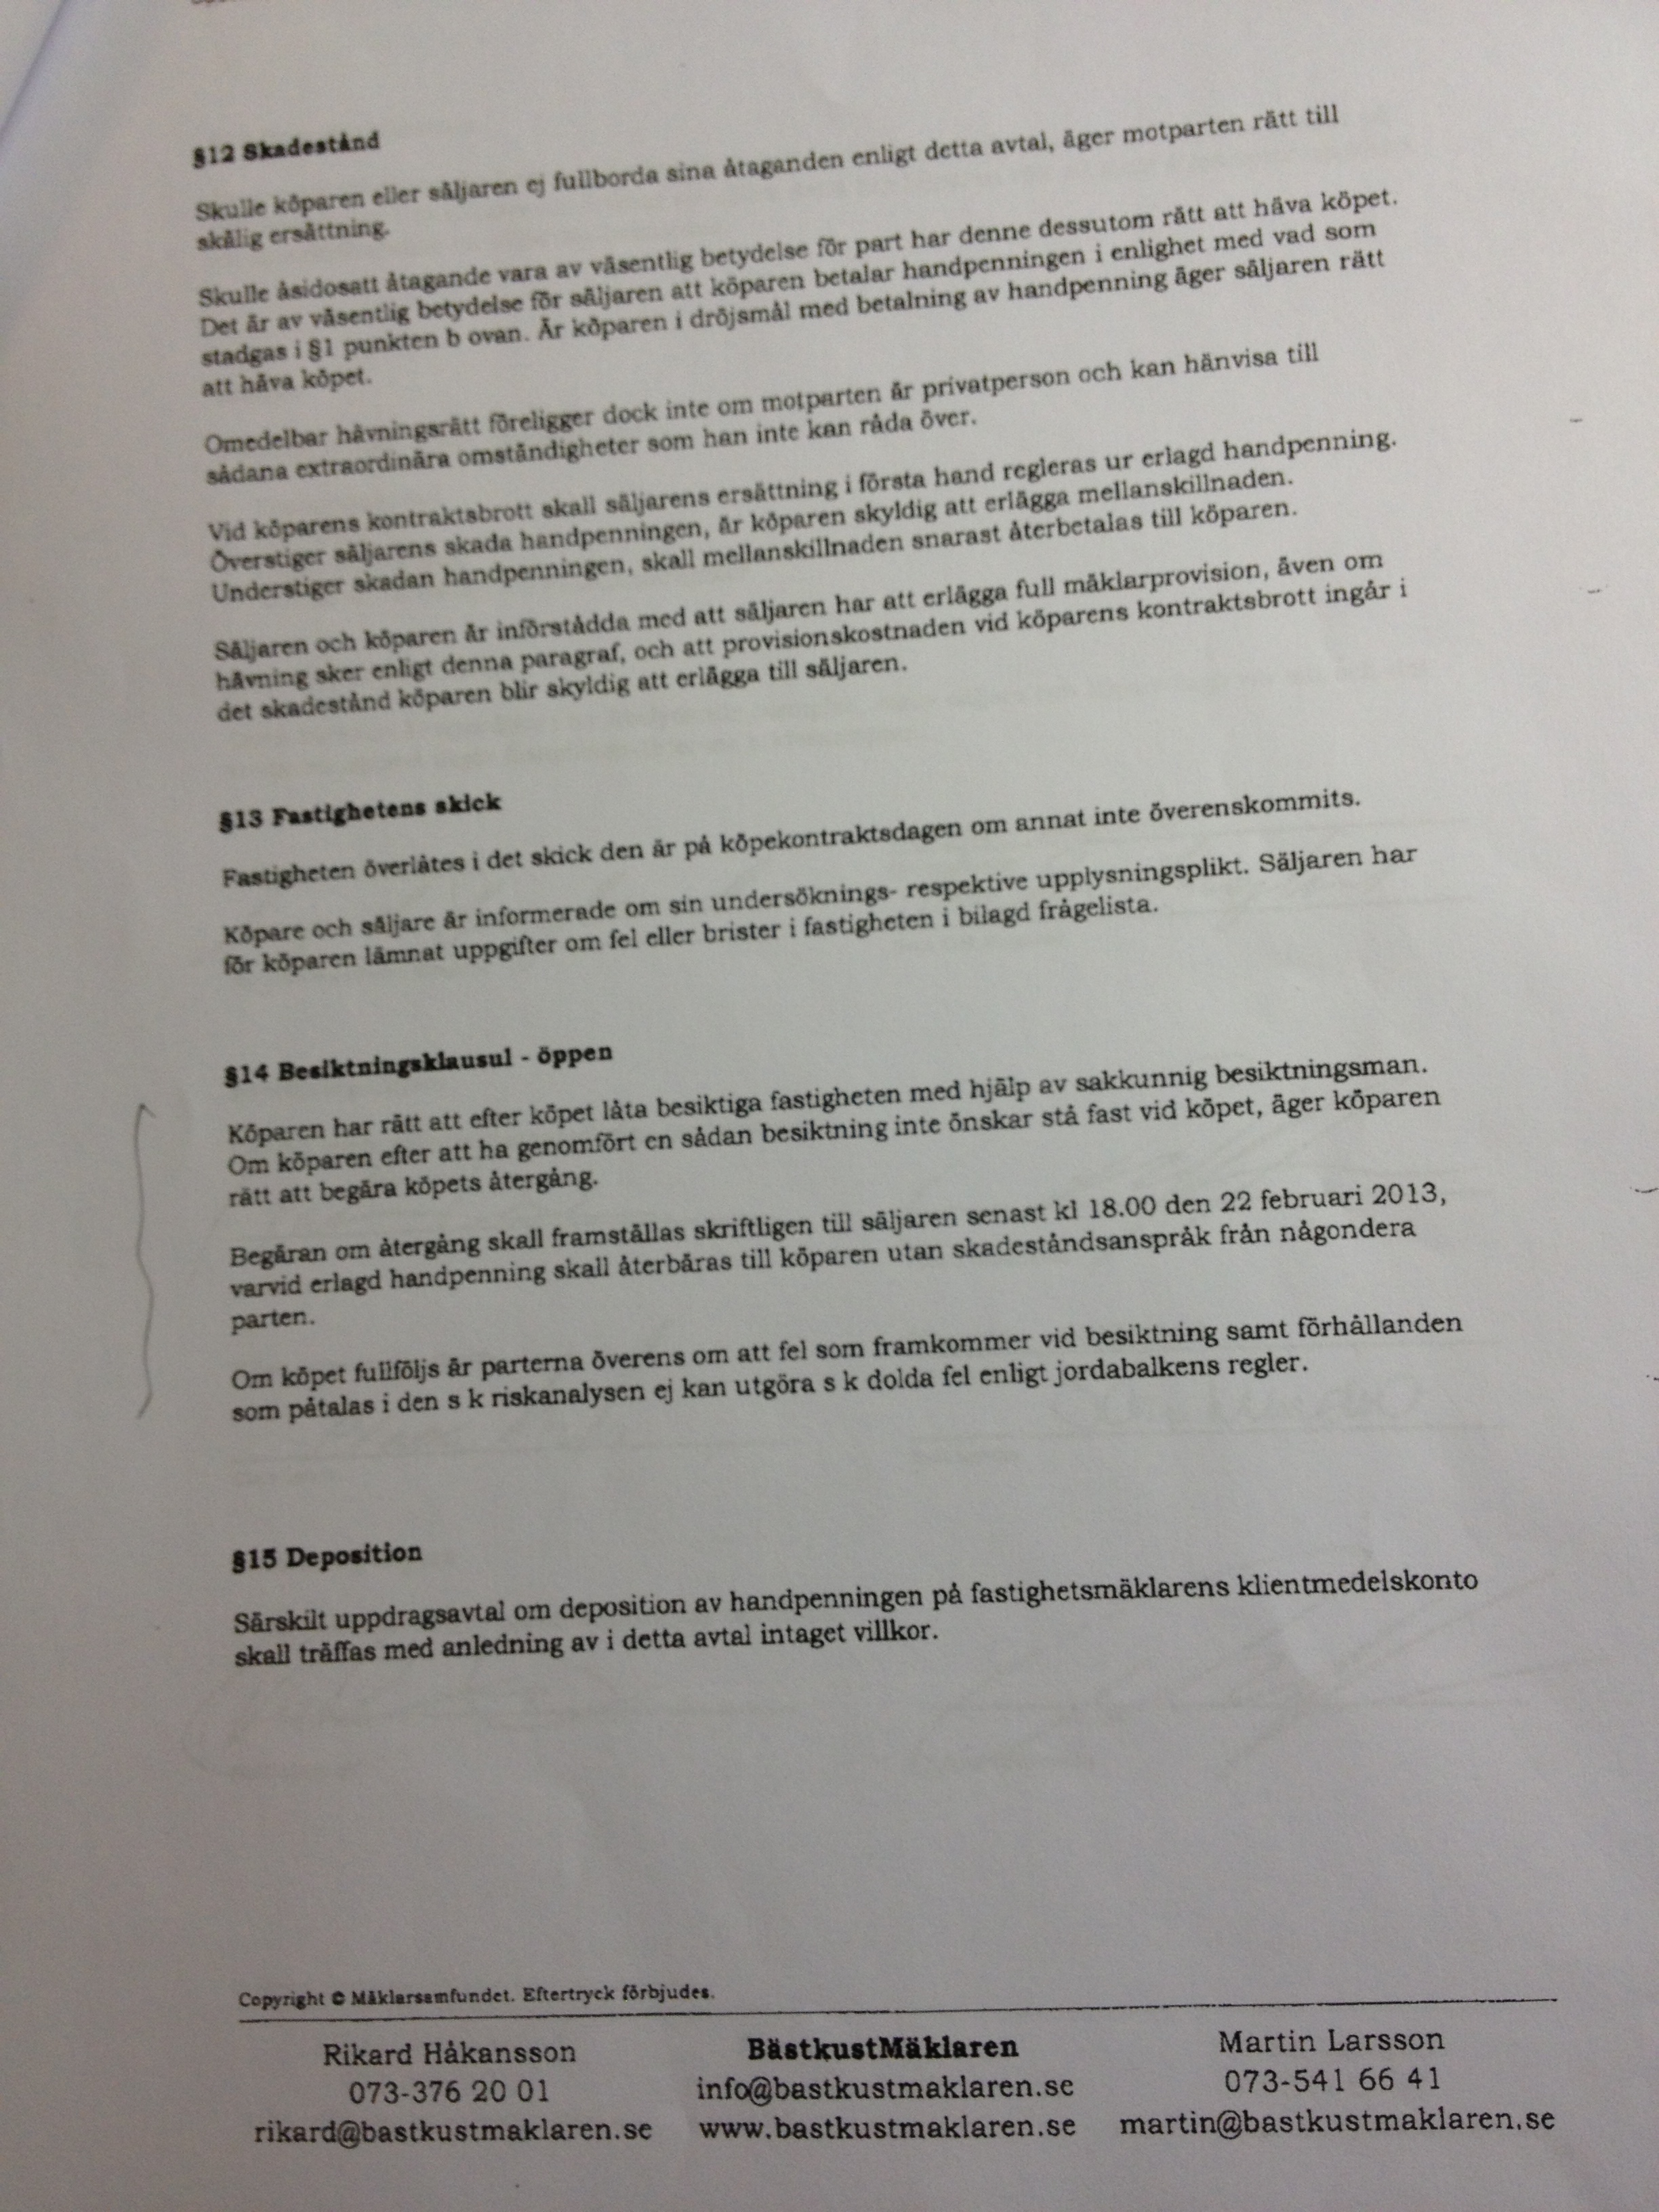 §12 Skadestånd
Skulle köparen eller säljaren ej fullborda sina åtaganden enligt detta avtal, äger motparten rätt till
skälig ersättning.
Skulle åsidosatt åtagande vara av väsentlig betydelse för part har denne dessutom rätt att häva köpet.
Det är av väsentlig betydelse för säljaren att köparen betalar handpenningen i enlighet med vad som
stadgas i §1 punkten b ovan. Är köparen i dröjsmål med betalning av handpenning äger säljaren rätt
att häva köpet.
Omedelbar hävningsrätt föreligger dock inte om motparten är privatperson och kan hänvisa till
sådana extraordinära omständigheter som han inte kan råda över.
Vid köparens kontraktsbrott skall säljarens ersättning i första hand regleras ur erlagd handpenning.
Överstiger säljarens skada handpenningen, är köparen skyldig att erlägga mellanskillnaden.
Understiger skadan handpenningen, skall mellanskillnaden snarast återbetalas till köparen.
Säljaren och köparen är införstådda med att säljaren har att erlägga full mäklarprovision, även om
hävning sker enligt denna paragraf, och att provisionskostnaden vid köparens kontraktsbrott ingår i
det skadestånd köparen blir skyldig att erlägga till säljaren.
§13 Fastighetens skick
Fastigheten överlåtes i det skick den är på köpekontraktsdagen om annat inte överenskommits.
Köpare och säljare är informerade om sin undersöknings- respektive upplysningsplikt. Säljaren har
för köparen lämnat uppgifter om fel eller brister i fastigheten i bilagd frågelista.
§14 Besiktningsklausul - öppen
Köparen har rätt att efter köpet låta besiktiga fastigheten med hjälp av sakkunnig besiktningsman.
Om köparen efter att ha genomfört en sådan besiktning inte önskar stå fast vid köpet, äger köparen
rätt att begära köpets återgång.
Begäran om återgång skall framställas skriftligen till säljaren senast kl 18.00 den 22 februari 2013,
varvid erlagd handpenning skall återbäras till köparen utan skadeståndsanspråk från någondera
parten.
Om köpet fullföljs är parterna överens om att fel som framkommer vid besiktning samt förhållanden
som påtalas i den s k riskanalysen ej kan utgöra s k dolda fel enligt jordabalkens regler.
§15 Deposition
Särskilt uppdragsavtal om deposition av handpenningen på fastighetsmäklarens klientmedelskonto
skall träffas med anledning av i detta avtal intaget villkor.
Copyright © Mäklarsamfundet. Eftertryck förbjudes.
Rikard Håkansson BästkustMäklaren Martin Larsson
073-376 20 01 info@bastkustmaklaren.se 073-541 66 41
rikard@bastkustmaklaren.se www.bastkustmaklaren.se martin@bastkustmaklaren.se